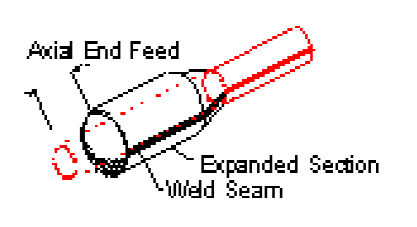 Axial End Feed
Expanded Section
Weld Seam